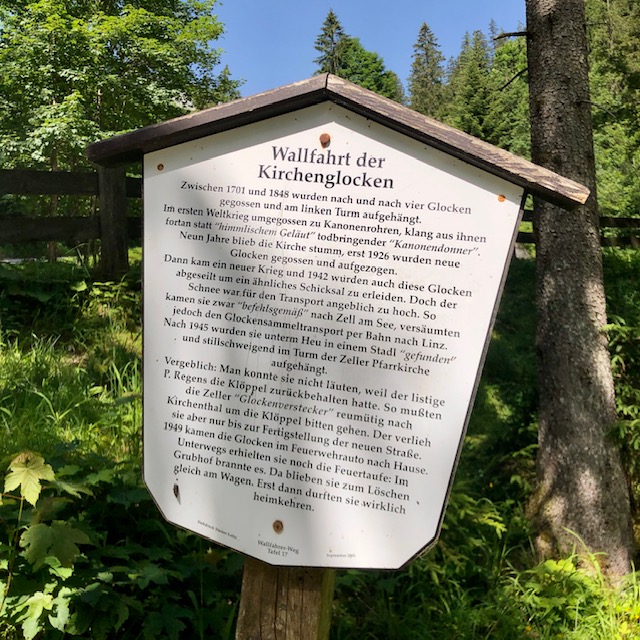 Wallfahrt der
Kirchenglocken
Zwischen 1701 und 1848 wurden nach und nach vier Glocken
gegossen und am linken Turm aufgehängt.
Im ersten Weltkrieg umgegossen zu Kanonenrohren, klang aus ihnen
fortan statt "himmlischem Geläut" todbringender "Kanonendonner".
Neun Jahre blieb die Kirche stumm, erst 1926 wurden neue
Glocken gegossen und aufgezogen.
Dann kam ein neuer Krieg und 1942 wurden auch diese Glocken
abgeseilt um ein ähnliches Schicksal zu erleiden. Doch der
Schnee war für den Transport angeblich zu hoch. So
kamen sie zwar "befehlsgemäß" nach Zell am See, versäumten
jedoch den Glockensammeltransport per Bahn nach Linz.
Nach 1945 wurden sie unterm Heu in einem Stadl "gefunden"
und stillschweigend im Turm der Zeller Pfarrkirche
aufgehängt.
Vergeblich: Man konnte sie nicht läuten, weil der listige
P. Regens die Klöppel zurückbehalten hatte. So mußten
die Zeller "Glockenverstecker" reumütig nach
Kirchenthal um die Klöppel bitten gehen. Der verlieh
sie aber nur bis zur Fertigstellung der neuen Straße.
1949 kamen die Glocken im Feuerwehrauto nach Hause.
Unterwegs erhielten sie noch die Feuertaufe: Im
Grubhof brannte es. Da blieben sie zum Löschen
gleich am Wagen. Erst dann durften sie wirklich
heimkehren.
Wallfahrer-Weg
Tafel 17